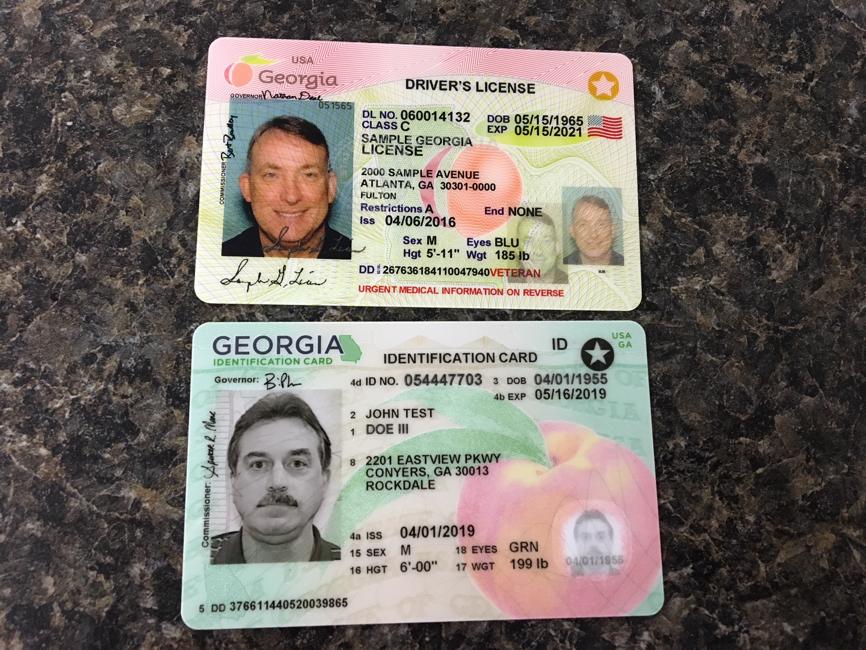 USA
Georgia
DRIVER'S LICENSE
GOVERNOR Nathan Deal
051565
COMMISSIONER
DL NO. 060014132 DOB 05/15/1965
CLASS C EXP 05/15/2021
SAMPLE GEORGIA
LICENSE
2000 SAMPLE AVENUE
ATLANTA, GA 30301-0000
FULTON
Restrictions A End NONE
Iss 04/06/2016
Sex M Eyes BLU
Hgt 5'-11" Wgt 185 lb
DD 267636184110047940 VETERAN
URGENT MEDICAL INFORMATION ON REVERSE
GEORGIA
IDENTIFICATION CARD
IDENTIFICATION CARD ID
USA
GA
Governor:
4d ID NO. 054447703 3 DOB 04/01/1955
4b EXP 05/16/2019
2 JOHN TEST
1 DOE III
8 2201 EASTVIEW PKWY
CONYERS, GA 30013
ROCKDALE
Commissioner:
4a ISS 04/01/2019
15 SEX M 18 EYES GRN
16 HGT 6'-00" 17 WGT 199 lb
04/01/1955
5 DD 376611440520039865